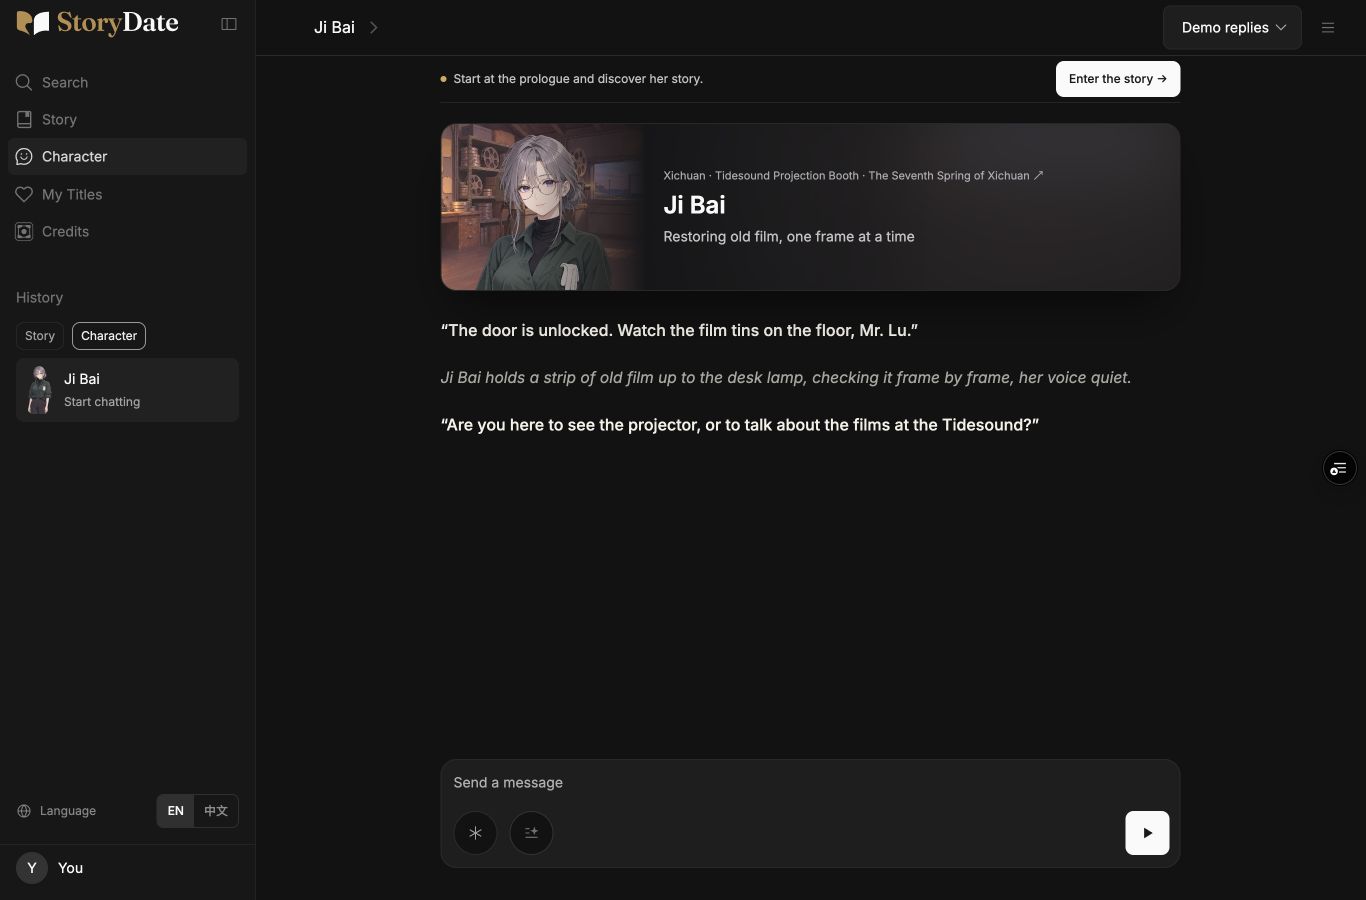 StoryDate
Search
Story
Character
My Titles
Credits
History
Story
Character
Ji Bai
Start chatting
Language
EN
中文
Y
You
Ji Bai
Demo replies
Start at the prologue and discover her story.
Enter the story →
Xichuan · Tidesound Projection Booth · The Seventh Spring of Xichuan ↗
Ji Bai
Restoring old film, one frame at a time
“The door is unlocked. Watch the film tins on the floor, Mr. Lu.”
Ji Bai holds a strip of old film up to the desk lamp, checking it frame by frame, her voice quiet.
“Are you here to see the projector, or to talk about the films at the Tidesound?”
Send a message